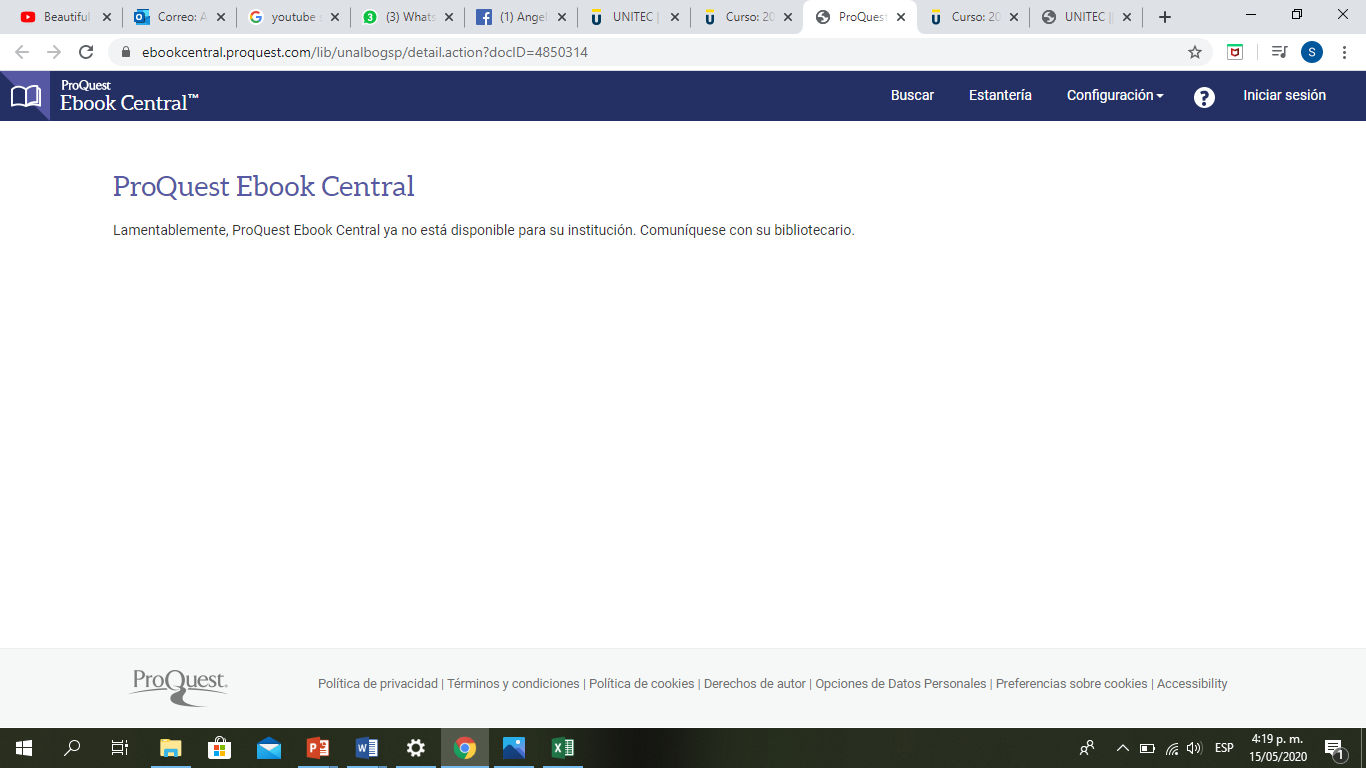 Beautiful
Correo: A
youtube s
(3) Whats
(1) Angel
UNITEC |
Curso: 20
ProQuest
Curso: 20
UNITEC ||
ebookcentral.proquest.com/lib/unalbogsp/detail.action?docID=4850314
S
ProQuest
Ebook Central™
Buscar
Estantería
Configuración
?
Iniciar sesión
ProQuest Ebook Central
Lamentablemente, ProQuest Ebook Central ya no está disponible para su institución. Comuníquese con su bibliotecario.
ProQuest
Política de privacidad | Términos y condiciones | Política de cookies | Derechos de autor | Opciones de Datos Personales | Preferencias sobre cookies | Accessibility
ESP
4:19 p. m.
15/05/2020
1